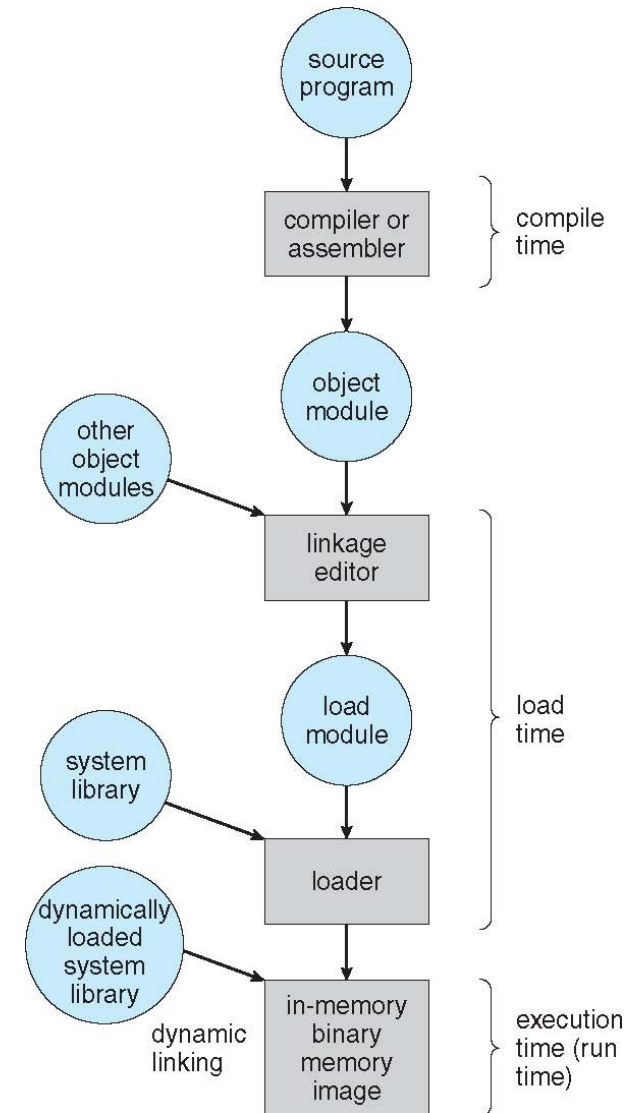 source
program
compiler or
assembler
compile
time
object
module
other
object
modules
linkage
editor
load
module
load
time
system
library
loader
dynamically
loaded
system
library
dynamic
linking
in-memory
binary
memory
image
execution
time (run
time)